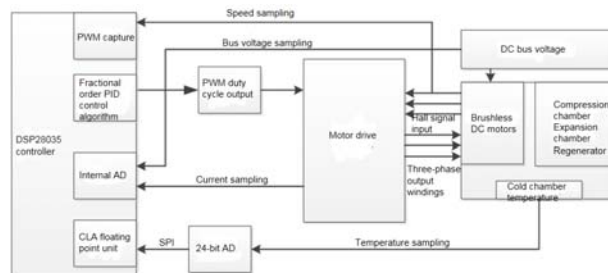 Speed sampling
PWM capture
Bus voltage sampling
DC bus voltage
Fractional
order PID
control
algorithm
PWM duty
cycle output
Motor drive
Brushless
DC motors
Compression
chamber
Expansion
chamber
Regenerator
Hall signal
input
DSP28035
controller
Internal AD
Current sampling
Three-phase
output
windings
Cold chamber
temperature
CLA floating
point unit
SPI
24-bit AD
Temperature sampling